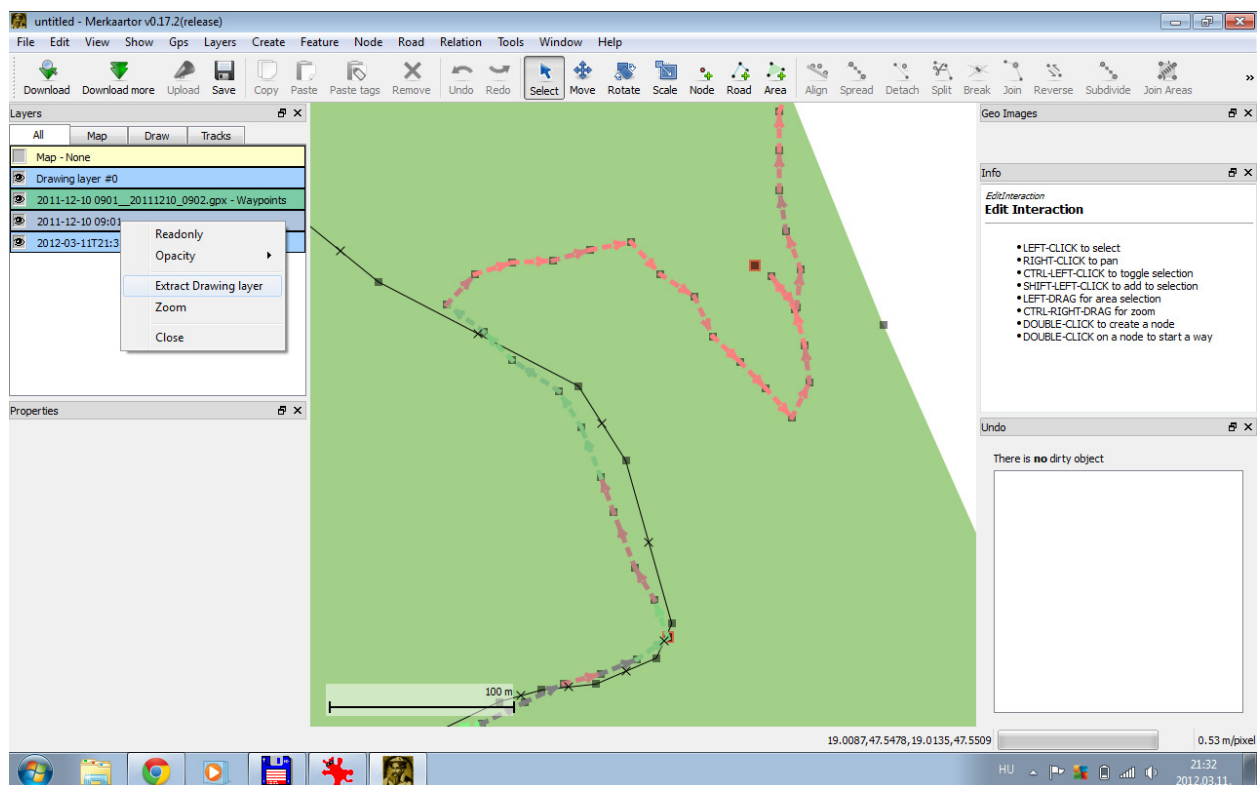 untitled - Merkaartor v0.17.2(release)
File Edit View Show Gps Layers Create Feature Node Road Relation Tools Window Help
Download Download more Upload Save Copy Paste Paste tags Remove Undo Redo Select Move Rotate Scale Node Road Area Align Spread Detach Split Break Join Reverse Subdivide Join Areas »
Layers
All Map Draw Tracks
Map - None
Drawing layer #0
2011-12-10 0901__20111210_0902.gpx - Waypoints
2011-12-10 09:01
2012-03-11T21:3
Readonly
Opacity
Extract Drawing layer
Zoom
Close
Properties
100 m
Geo Images
Info
EditInteraction
Edit Interaction
•LEFT-CLICK to select
•RIGHT-CLICK to pan
•CTRL-LEFT-CLICK to toggle selection
•SHIFT-LEFT-CLICK to add to selection
•LEFT-DRAG for area selection
•CTRL-RIGHT-DRAG for zoom
•DOUBLE-CLICK to create a node
•DOUBLE-CLICK on a node to start a way
Undo
There is no dirty object
19.0087,47.5478,19.0135,47.5509
0.53 m/pixel
HU
21:32
2012.03.11.